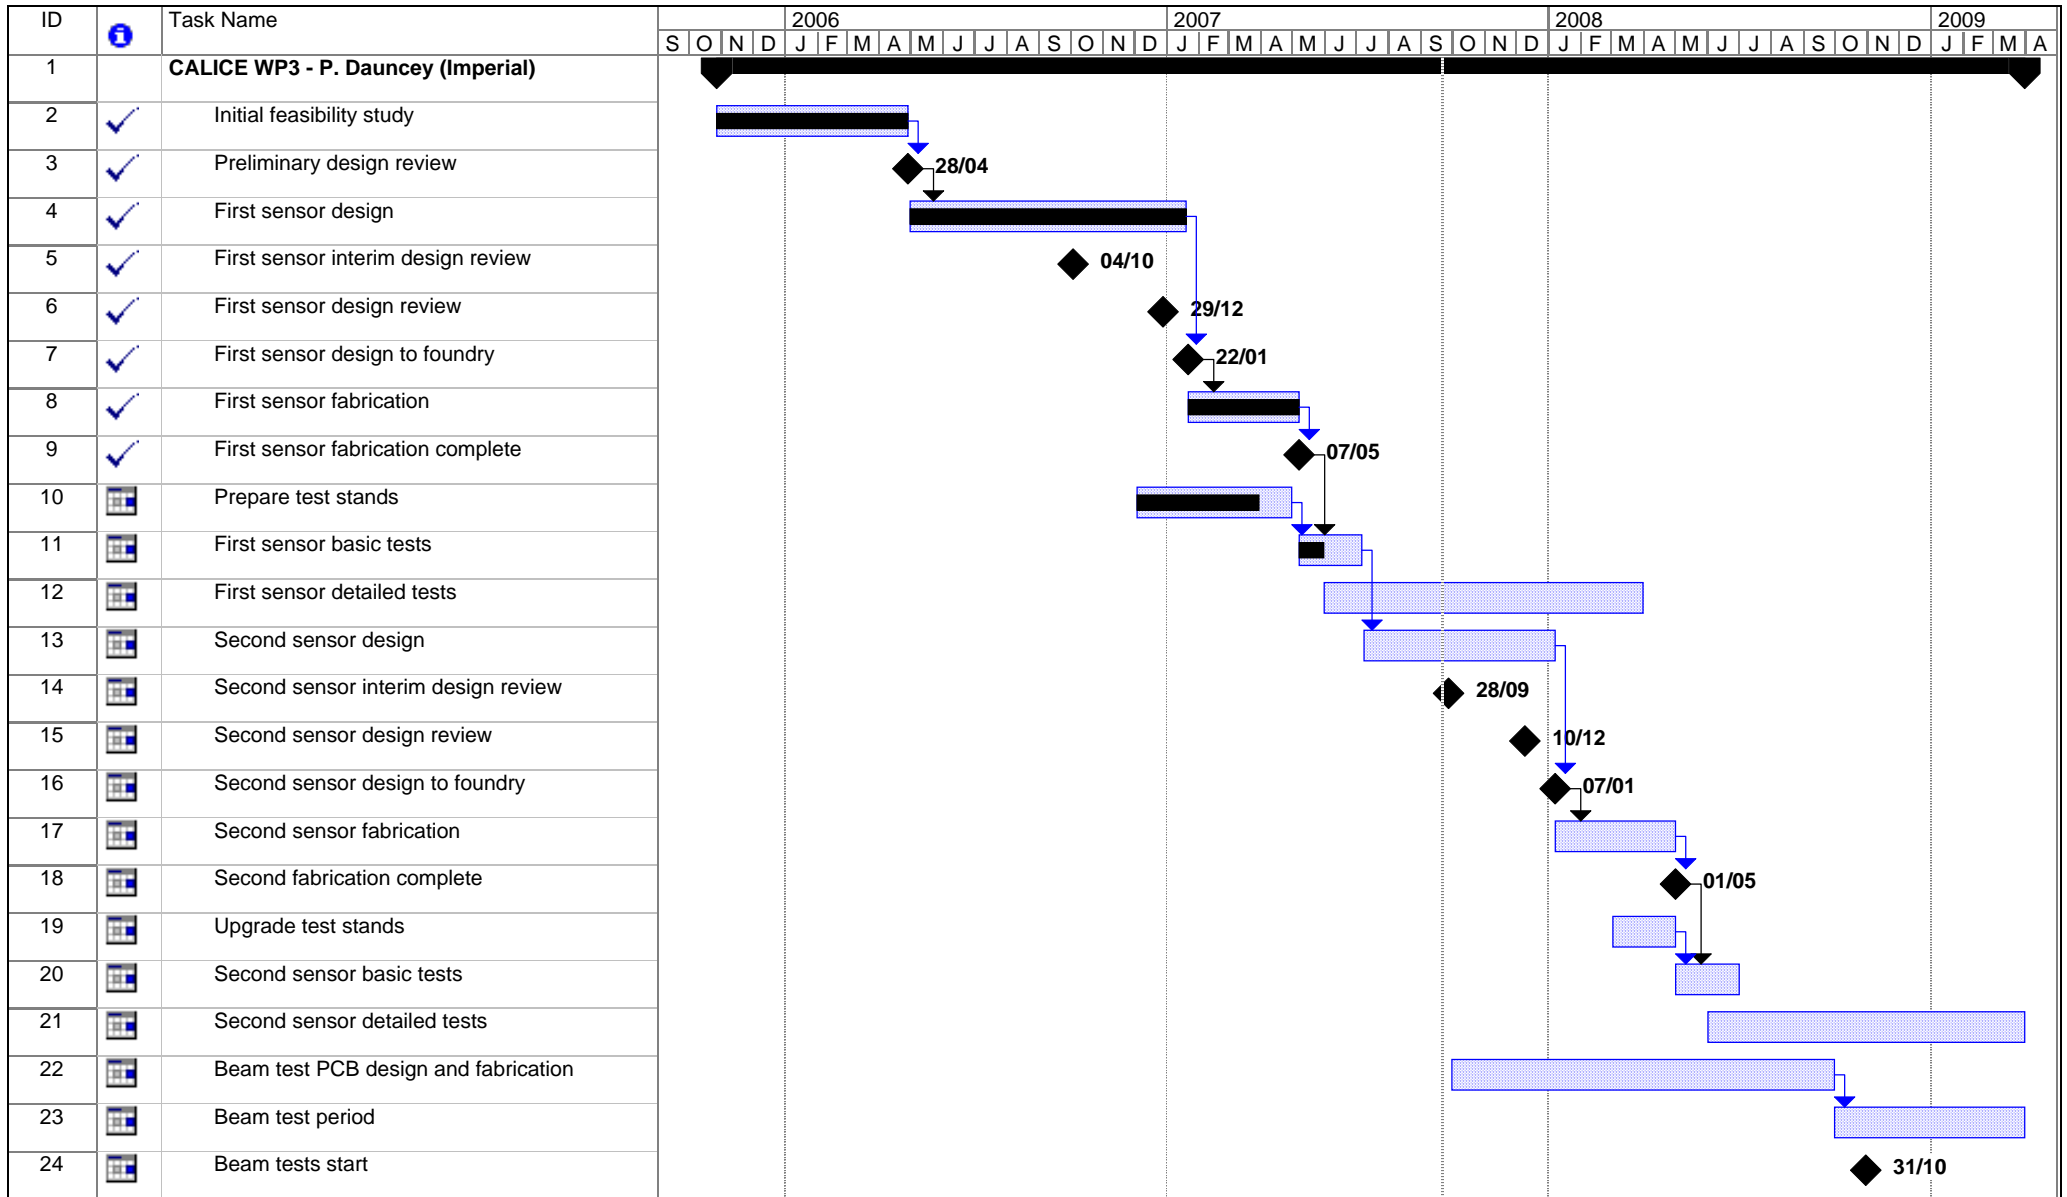 ID Task Name 2006 2007 2008 2009
S O N D J F M A M J J A S O N D J F M A M J J A S O N D J F M A M J J A S O N D J F M A
1 CALICE WP3 - P. Dauncey (Imperial)
2 Initial feasibility study
3 Preliminary design review 28/04
4 First sensor design
5 First sensor interim design review 04/10
6 First sensor design review 29/12
7 First sensor design to foundry 22/01
8 First sensor fabrication
9 First sensor fabrication complete 07/05
10 Prepare test stands
11 First sensor basic tests
12 First sensor detailed tests
13 Second sensor design
14 Second sensor interim design review 28/09
15 Second sensor design review 10/12
16 Second sensor design to foundry 07/01
17 Second sensor fabrication
18 Second fabrication complete 01/05
19 Upgrade test stands
20 Second sensor basic tests
21 Second sensor detailed tests
22 Beam test PCB design and fabrication
23 Beam test period
24 Beam tests start 31/10